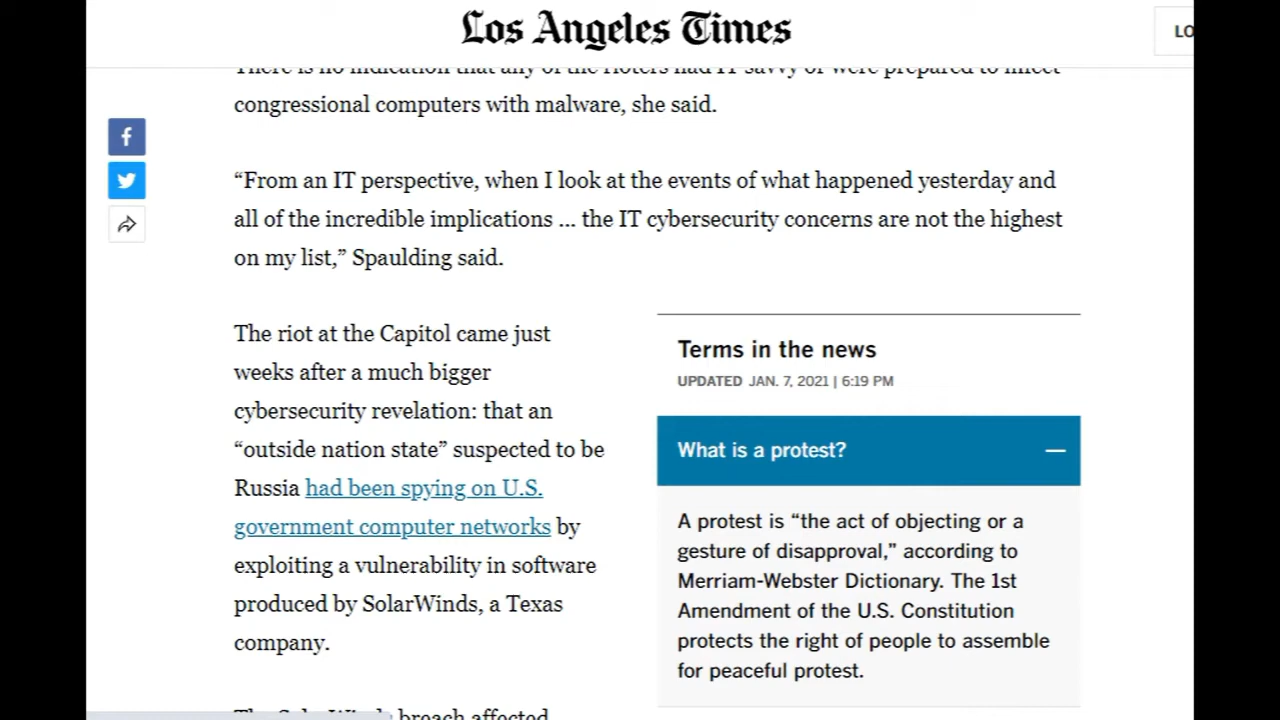 Los Angeles Times
LO
There is no indication that any of the rioters had IT savvy or were prepared to infect
congressional computers with malware, she said.
“From an IT perspective, when I look at the events of what happened yesterday and
all of the incredible implications ... the IT cybersecurity concerns are not the highest
on my list,” Spaulding said.
The riot at the Capitol came just
weeks after a much bigger
cybersecurity revelation: that an
“outside nation state” suspected to be
Russia had been spying on U.S.
government computer networks by
exploiting a vulnerability in software
produced by SolarWinds, a Texas
company.
The SolarWinds breach affected
Terms in the news
UPDATED JAN. 7, 2021 | 6:19 PM
What is a protest?
A protest is “the act of objecting or a
gesture of disapproval,” according to
Merriam-Webster Dictionary. The 1st
Amendment of the U.S. Constitution
protects the right of people to assemble
for peaceful protest.